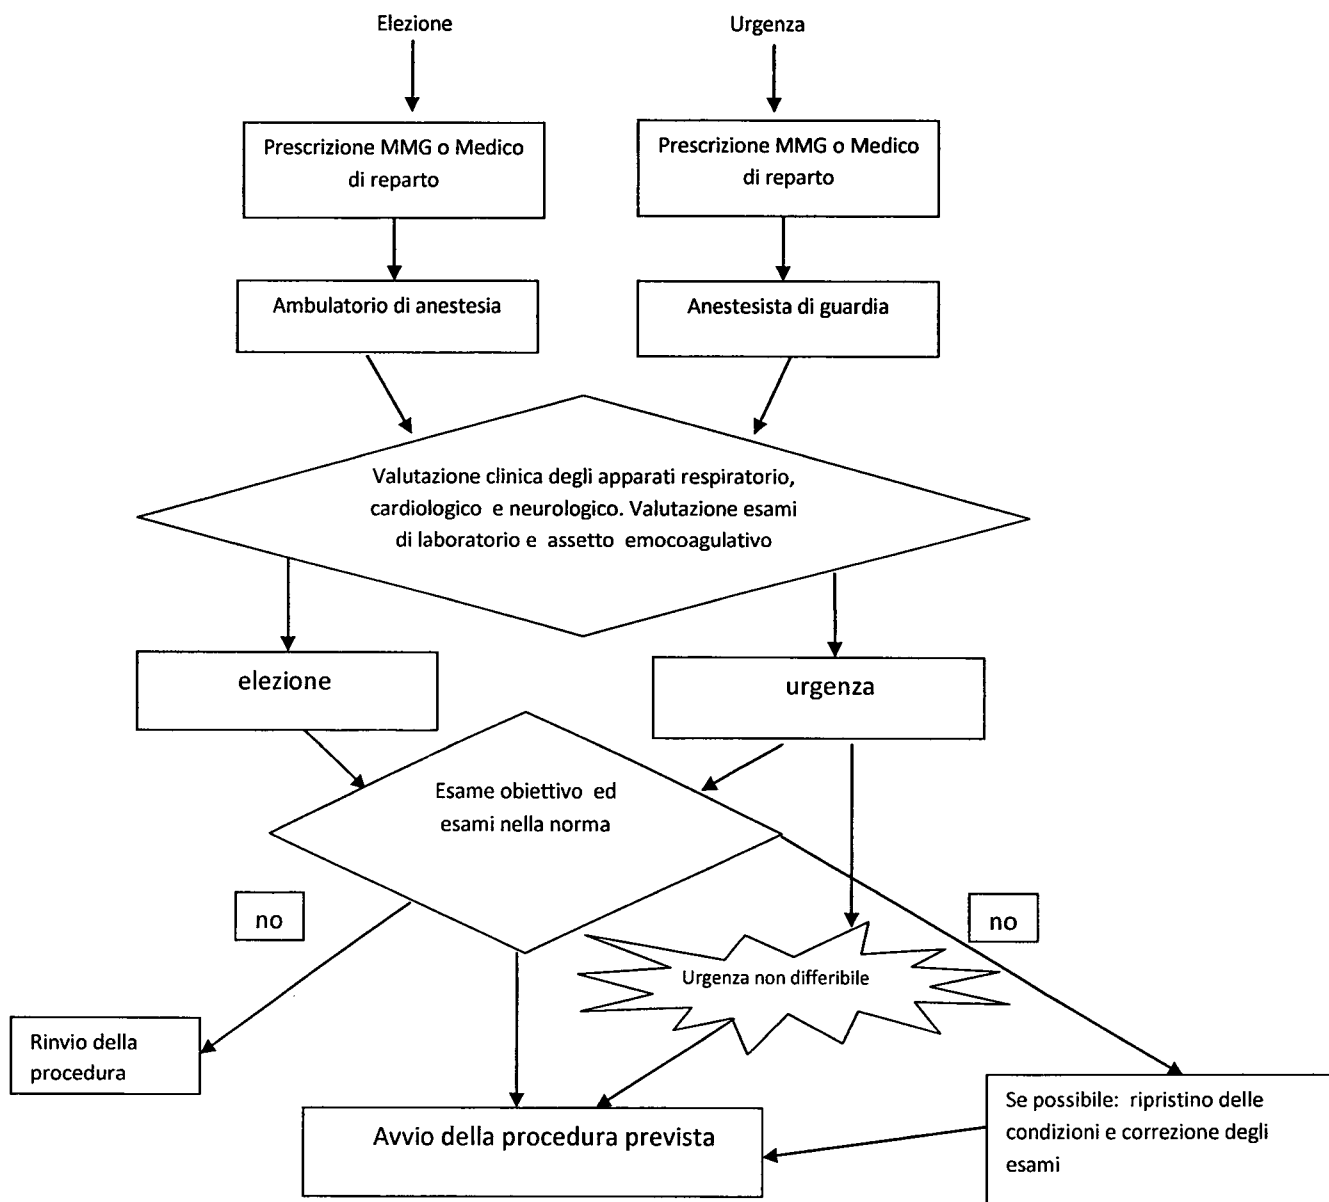 Elezione
Urgenza
Prescrizione MMG o Medico
di reparto
Prescrizione MMG o Medico
di reparto
Ambulatorio di anestesia
Anestesista di guardia
Valutazione clinica degli apparati respiratorio,
cardiologico e neurologico. Valutazione esami
di laboratorio e assetto emocoagulativo
elezione
urgenza
Esame obiettivo ed
esami nella norma
no
no
Urgenza non differibile
Rinvio della
procedura
Avvio della procedura prevista
Se possibile: ripristino delle
condizioni e correzione degli
esami